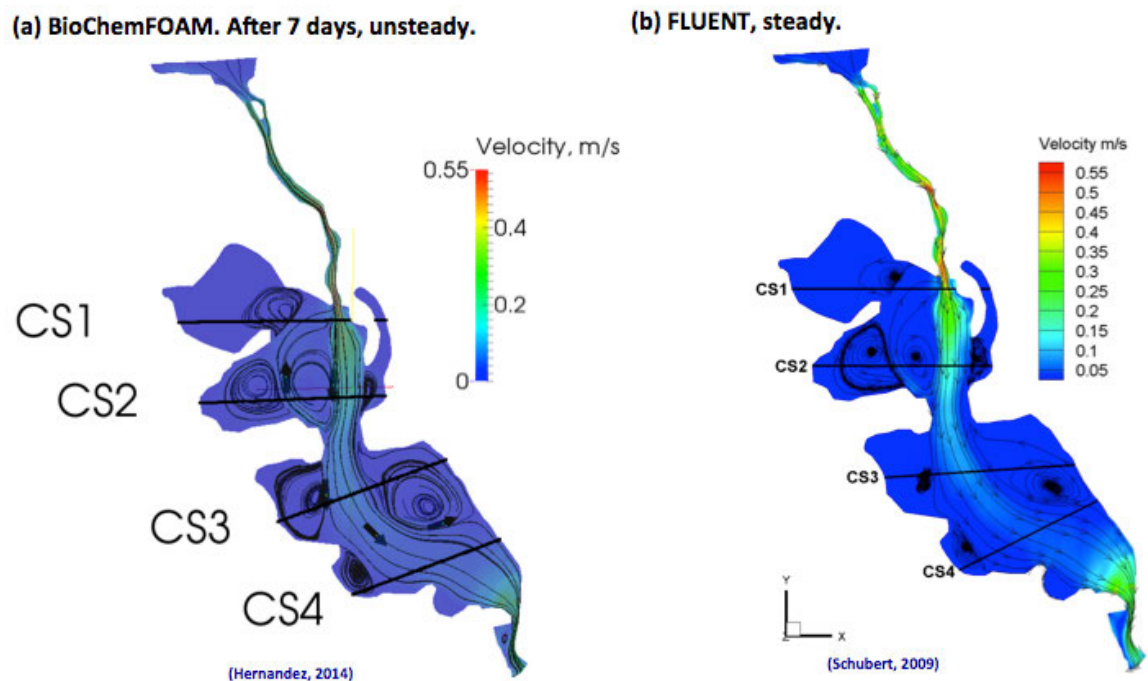 (a) BioChemFOAM. After 7 days, unsteady.
Velocity, m/s
0.55
0.4
0.2
0
CS1
CS2
CS3
CS4
(Hernandez, 2014)
(b) FLUENT, steady.
Velocity m/s
0.55
0.5
0.45
0.4
0.35
0.3
0.25
0.2
0.15
0.1
0.05
CS1
CS2
CS3
CS4
Y
Z X
(Schubert, 2009)